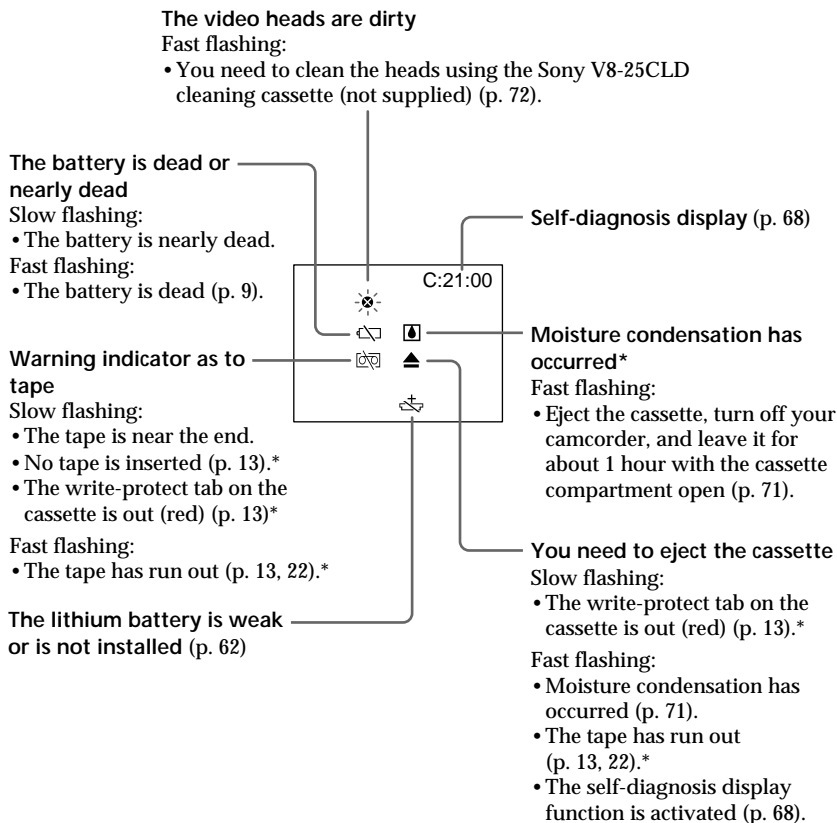 The video heads are dirty
Fast flashing:
•You need to clean the heads using the Sony V8-25CLD
cleaning cassette (not supplied) (p. 72).
The battery is dead or
nearly dead
Slow flashing:
•The battery is nearly dead.
Fast flashing:
•The battery is dead (p. 9).
Warning indicator as to
tape
Slow flashing:
•The tape is near the end.
•No tape is inserted (p. 13).*
•The write-protect tab on the
cassette is out (red) (p. 13)*
Fast flashing:
•The tape has run out (p. 13, 22).*
The lithium battery is weak
or is not installed (p. 62)
C:21:00
Self-diagnosis display (p. 68)
Moisture condensation has
occurred*
Fast flashing:
•Eject the cassette, turn off your
camcorder, and leave it for
about 1 hour with the cassette
compartment open (p. 71).
You need to eject the cassette
Slow flashing:
•The write-protect tab on the
cassette is out (red) (p. 13).*
Fast flashing:
•Moisture condensation has
occurred (p. 71).
•The tape has run out
(p. 13, 22).*
•The self-diagnosis display
function is activated (p. 68).